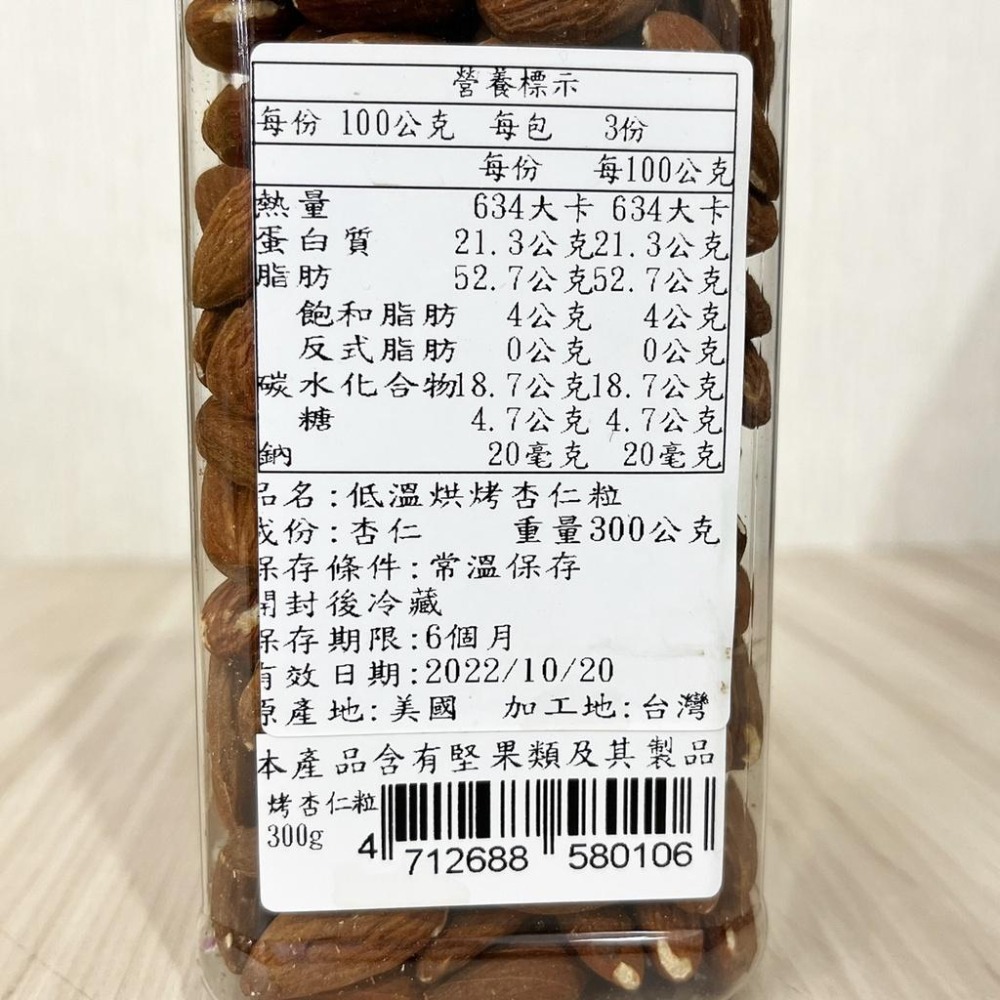 營養標示
每份 100公克 每包 3份
每份 每100公克
熱量 634大卡 634大卡
蛋白質 21.3公克21.3公克
脂肪 52.7公克52.7公克
飽和脂肪 4公克 4公克
反式脂肪 0公克 0公克
碳水化合物18.7公克18.7公克
糖 4.7公克 4.7公克
鈉 20毫克 20毫克
品名:低溫烘烤杏仁粒
成份:杏仁 重量300公克
保存條件:常溫保存
開封後冷藏
保存期限:6個月
有效日期:2022/10/20
原產地:美國 加工地:台灣
本產品含有堅果類及其製品
烤杏仁粒
300g
4 712688 580106